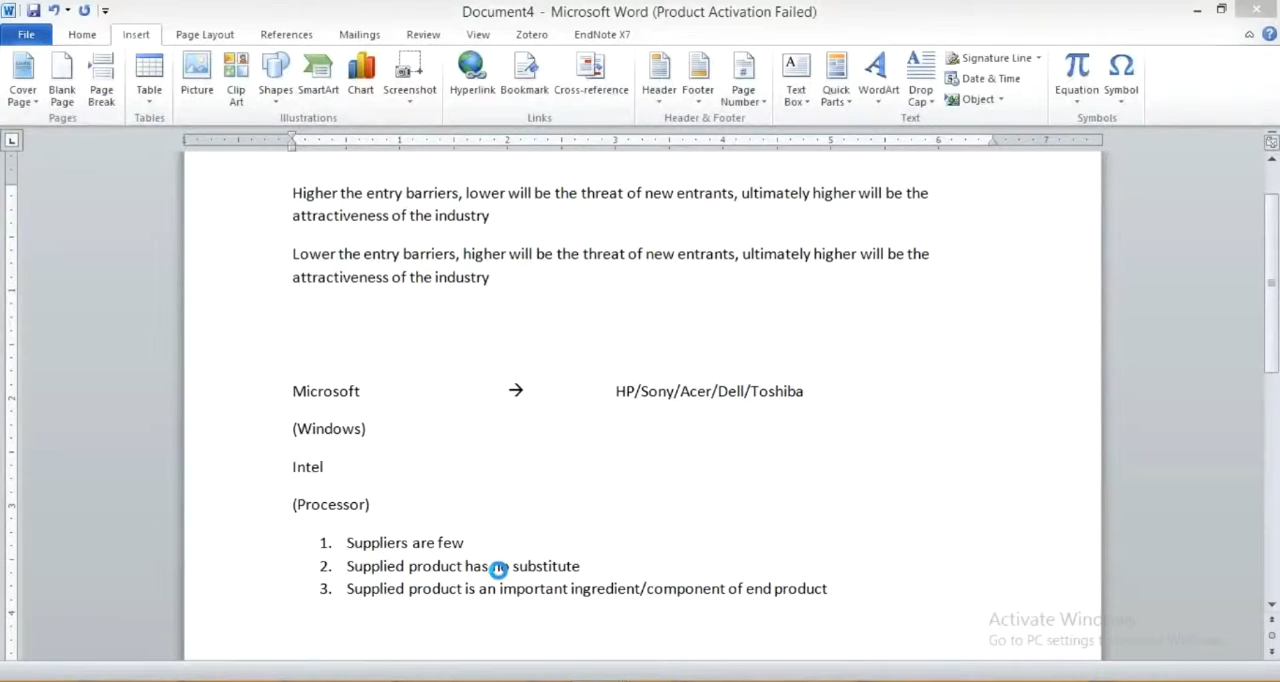 Document4 - Microsoft Word (Product Activation Failed)
File Home Insert Page Layout References Mailings Review View Zotero EndNote X7
Cover Page
Blank Page
Page Break
Table
Picture
Clip Art
Shapes
SmartArt
Chart
Screenshot
Hyperlink
Bookmark
Cross-reference
Header
Footer
Page Number
Text Box
Quick Parts
WordArt
Drop Cap
Signature Line
Date & Time
Object
Equation
Symbol
Pages Tables Illustrations Links Header & Footer Text Symbols
1 2 3 4 5 6 7
Higher the entry barriers, lower will be the threat of new entrants, ultimately higher will be the
attractiveness of the industry
Lower the entry barriers, higher will be the threat of new entrants, ultimately higher will be the
attractiveness of the industry
Microsoft → HP/Sony/Acer/Dell/Toshiba
(Windows)
Intel
(Processor)
1. Suppliers are few
2. Supplied product has no substitute
3. Supplied product is an important ingredient/component of end product
Activate Windows
Go to PC settings to